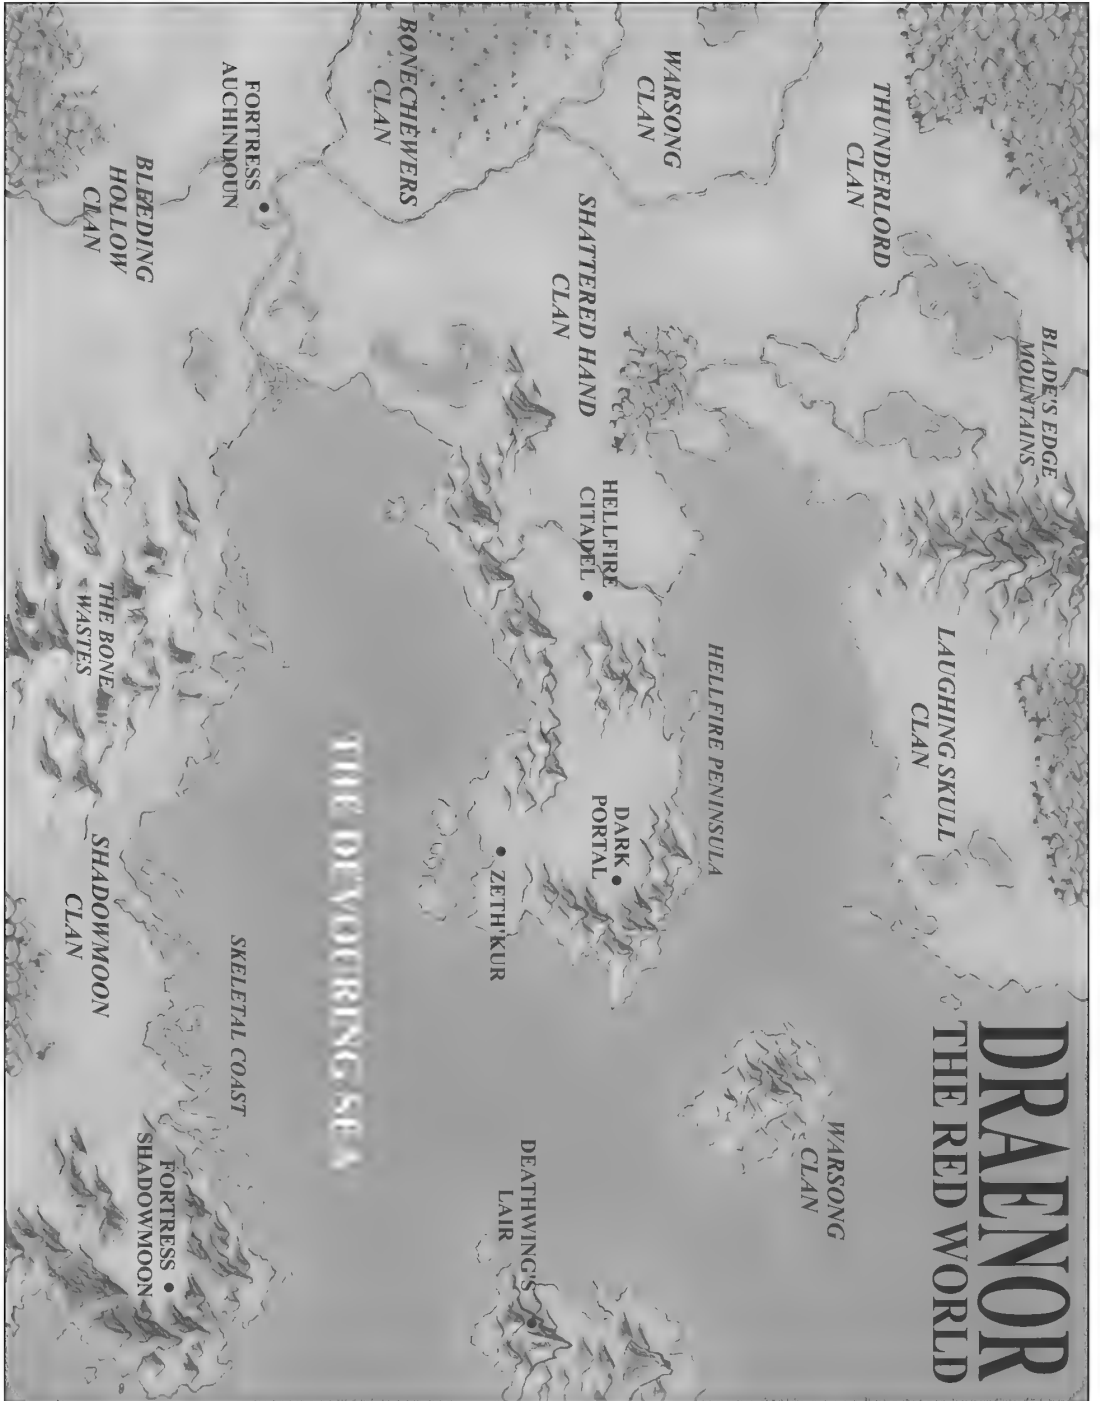 DRAENOR
THE RED WORLD
BLADE'S EDGE
MOUNTAINS
THUNDERLORD
CLAN
LAUGHING SKULL
CLAN
WARSONG
CLAN
WARSONG
CLAN
HELLFIRE PENINSULA
SHATTERED HAND
CLAN
HELLFIRE
CITADEL
DARK
PORTAL
DEATHWING'S
LAIR
ZETH'KUR
BONECHEWERS
CLAN
THE DEVOURING SEA
FORTRESS
AUCHINDOUN
SKELETAL COAST
BLEEDING
HOLLOW
CLAN
THE BONE
WASTES
SHADOWMOON
CLAN
FORTRESS
SHADOWMOON